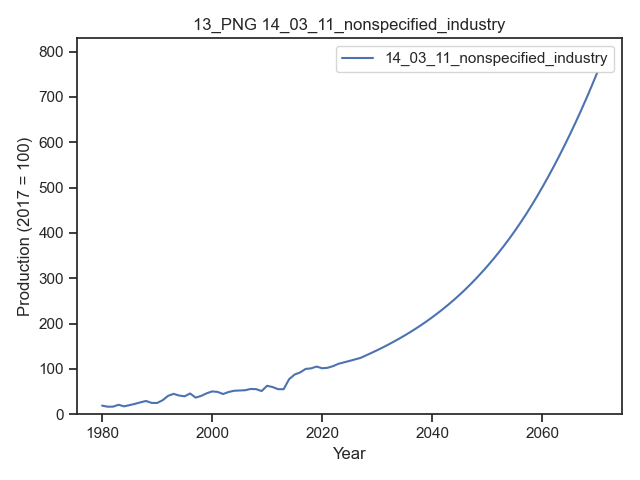 13_PNG 14_03_11_nonspecified_industry
14_03_11_nonspecified_industry
Production (2017 = 100)
800
700
600
500
400
300
200
100
0
1980 2000 2020 2040 2060
Year